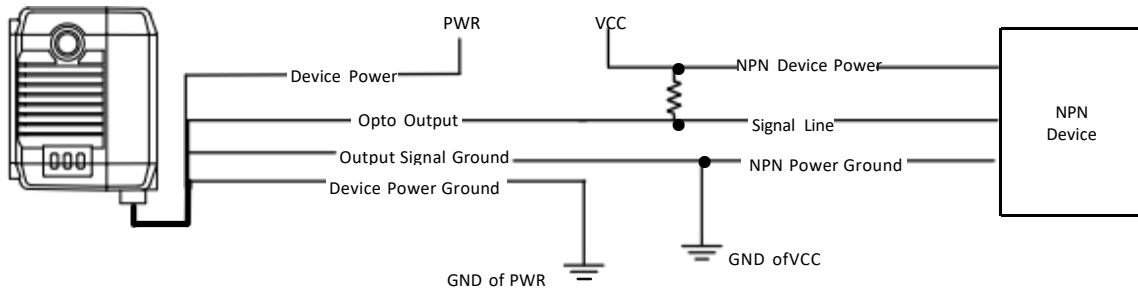 PWR
VCC
Device Power
NPN Device Power
Opto Output
Signal Line
NPN
Device
Output Signal Ground
NPN Power Ground
Device Power Ground
GND of PWR
GND ofVCC